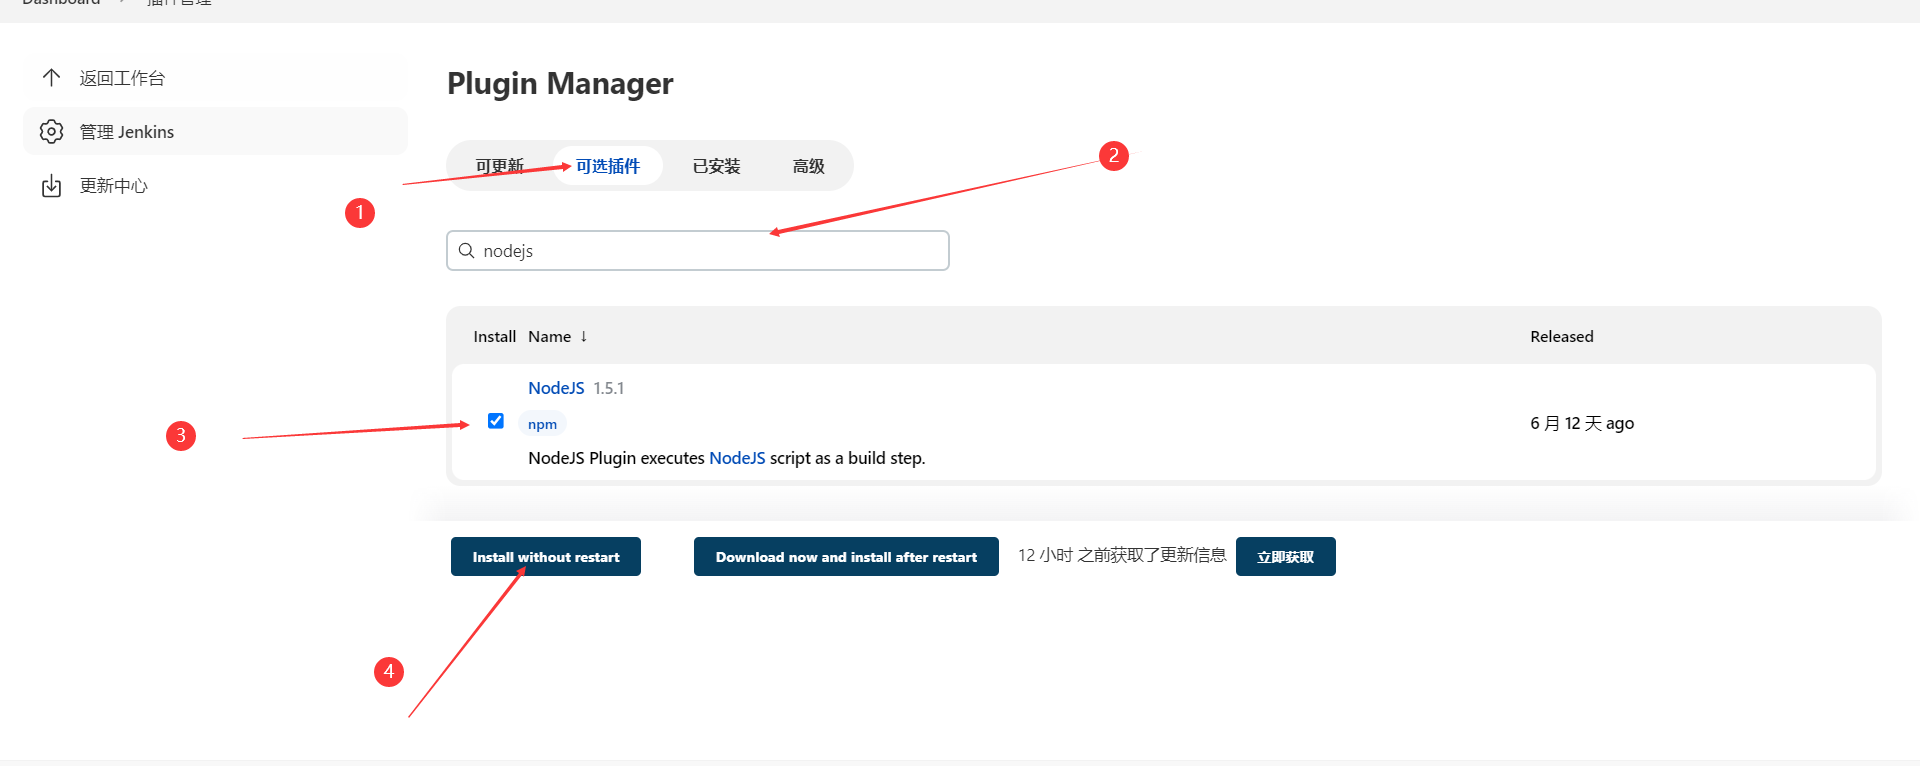 Dashboard
插件管理
返回工作台
管理 Jenkins
更新中心
Plugin Manager
可更新 可选插件 已安装 高级
2
1
nodejs
Install Name ↓ Released
NodeJS 1.5.1
3
npm
6 月 12 天 ago
NodeJS Plugin executes NodeJS script as a build step.
Install without restart Download now and install after restart 12 小时 之前获取了更新信息 立即获取
4